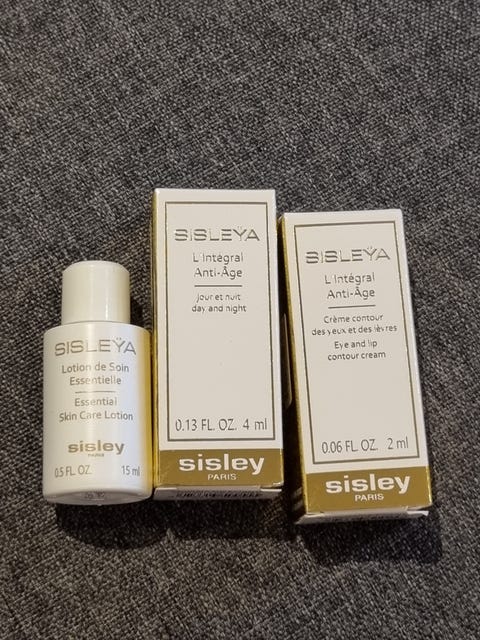 SISLEŸA
Lotion de Soin
Essentielle
Essential
Skin Care Lotion
sisley
PARIS
0.5 FL. OZ. 15 ml
SISLEŸA
L'Intégral
Anti-Âge
Jour et nuit
day and night
0.13 FL. OZ. 4 ml
sisley
PARIS
SISLEŸA
L'Intégral
Anti-Âge
Crème contour
des yeux et des lèvres
Eye and lip
contour cream
0.06 FL. OZ. 2 ml
sisley
PARIS